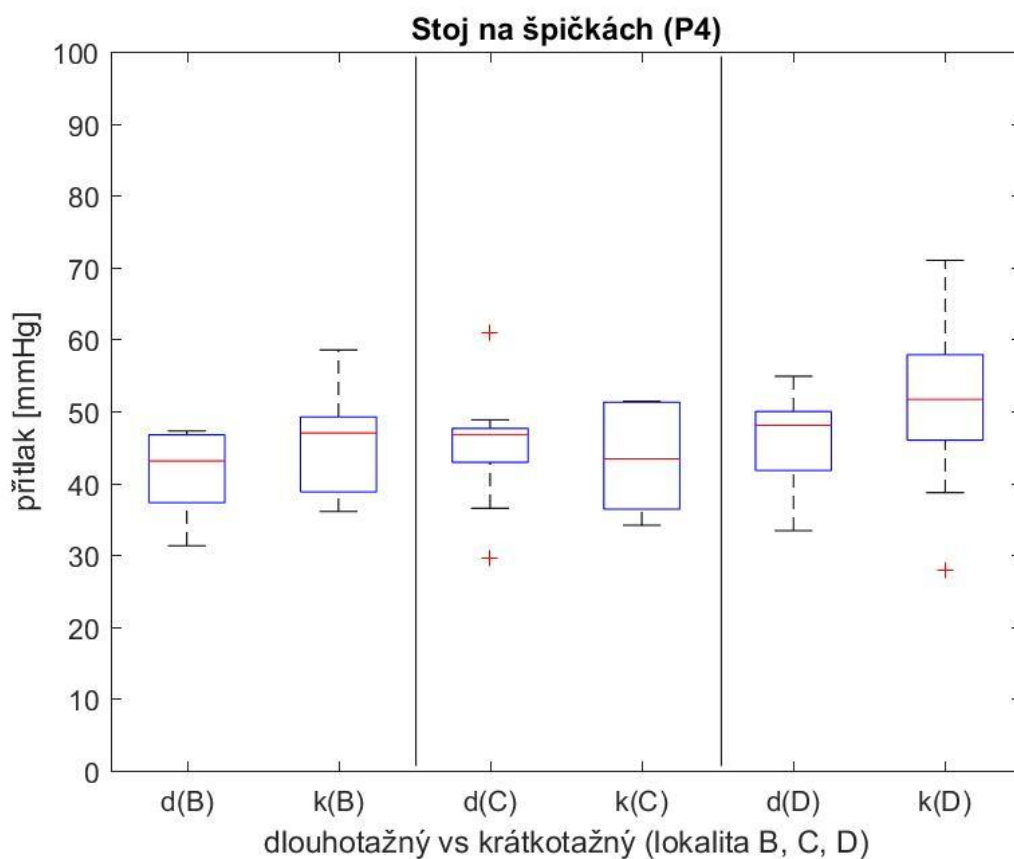 Stoj na špičkách (P4)
100
90
80
70
60
50
40
30
20
10
0
přítlak [mmHg]
d(B) k(B) d(C) k(C) d(D) k(D)
dlouhotažný vs krátkotažný (lokalita B, C, D)